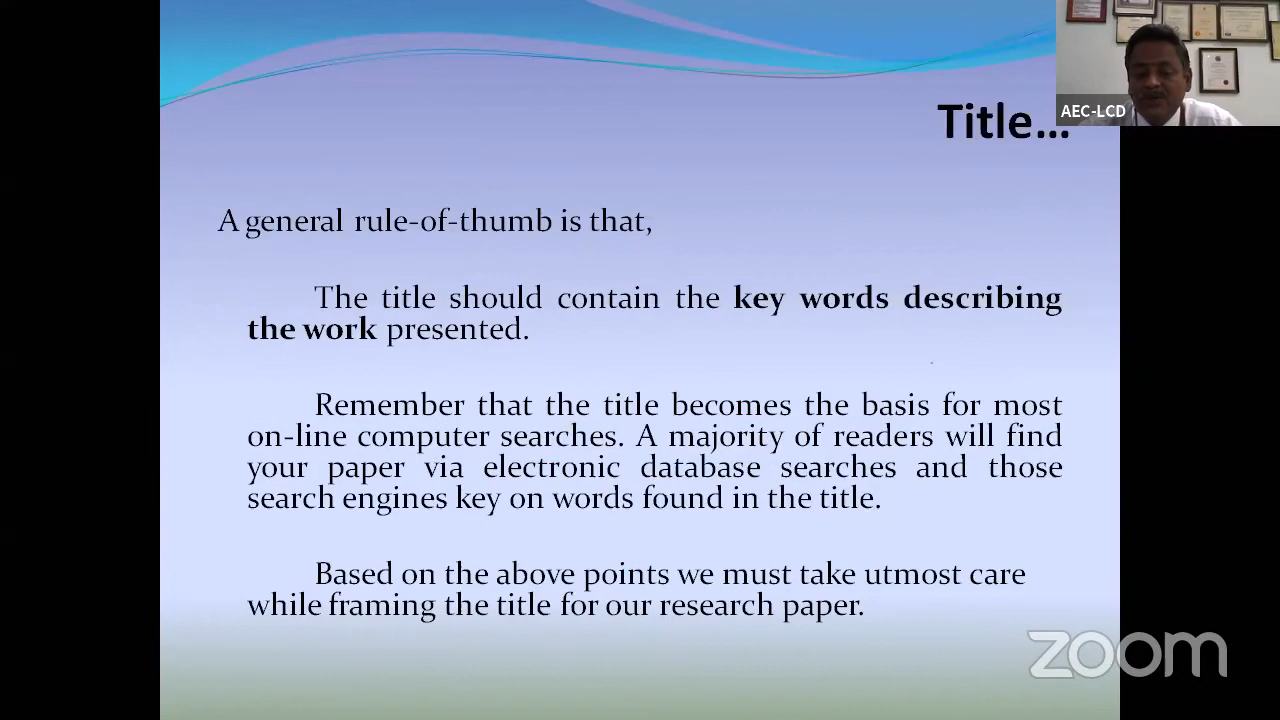 Title...
AEC-LCD
A general rule-of-thumb is that,
The title should contain the key words describing
the work presented.
Remember that the title becomes the basis for most
on-line computer searches. A majority of readers will find
your paper via electronic database searches and those
search engines key on words found in the title.
Based on the above points we must take utmost care
while framing the title for our research paper.
zoom